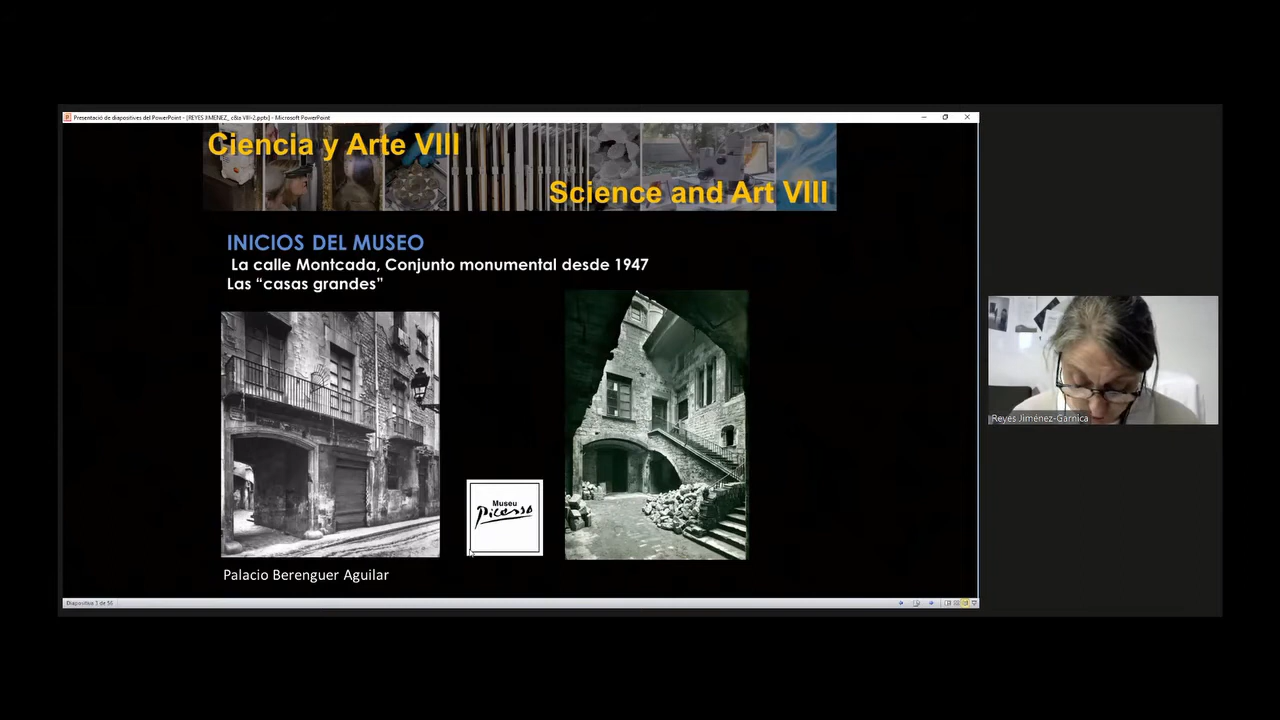 Presentació de diapositives del PowerPoint - [REYES JIMENEZ_ c&a VIII-2.pptx] - Microsoft PowerPoint
Ciencia y Arte VIII
Science and Art VIII
INICIOS DEL MUSEO
La calle Montcada, Conjunto monumental desde 1947
Las “casas grandes”
Museu
Picasso
Palacio Berenguer Aguilar
Diapositiva 3 de 56
Reyes Jiménez-Garnica